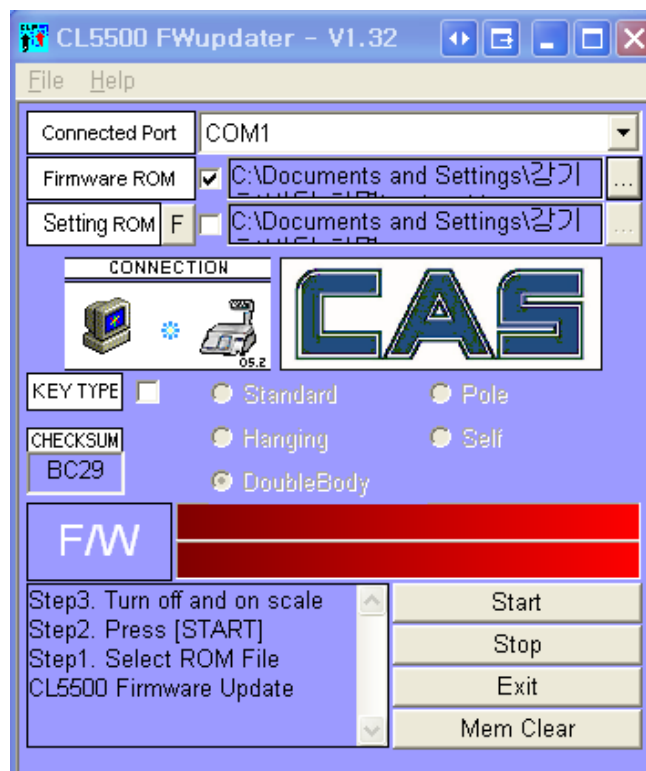 CL5500 FWupdater - V1.32
File Help
Connected Port COM1
Firmware ROM C:\Documents and Settings\강기
...
Setting ROM F C:\Documents and Settings\강기
...
CONNECTION
05.2
CAS
KEY TYPE Standard Pole
Hanging Self
CHECKSUM
BC29
DoubleBody
F/W
Step3. Turn off and on scale
Step2. Press [START]
Step1. Select ROM File
CL5500 Firmware Update
Start
Stop
Exit
Mem Clear